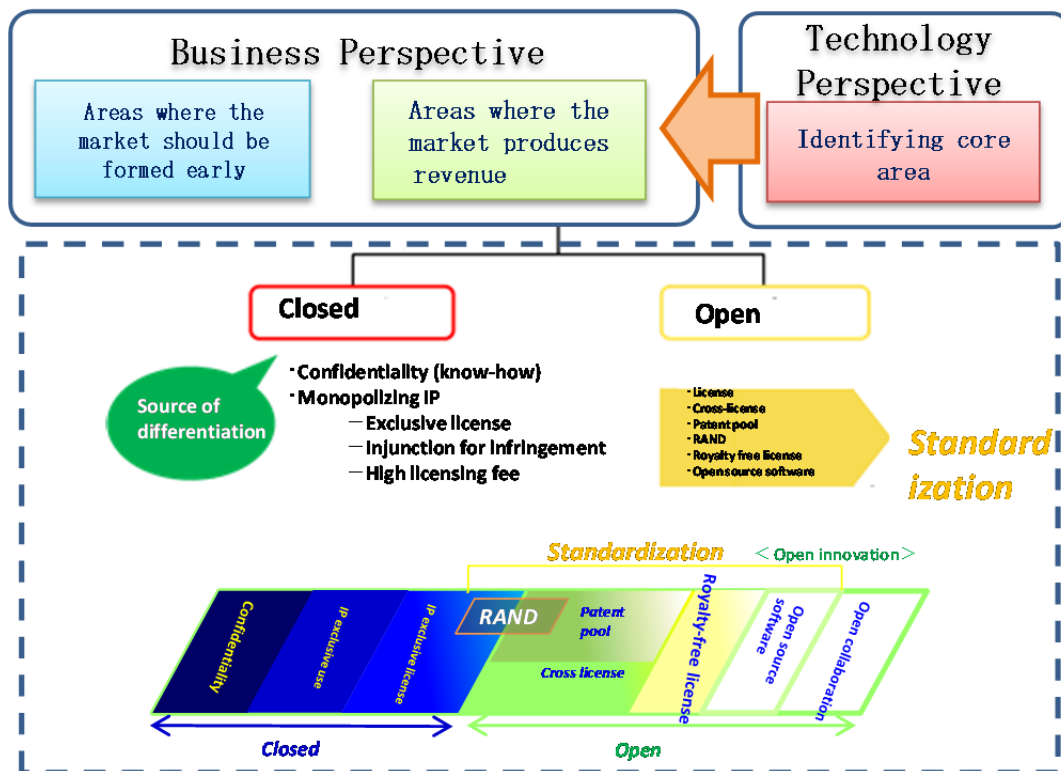 Business Perspective
Areas where the
market should be
formed early
Areas where the
market produces
revenue
Technology
Perspective
Identifying core
area
Closed
Open
Source of
differentiation
・Confidentiality (know-how)
・Monopolizing IP
－Exclusive license
－Injunction for infringement
－High licensing fee
・License
・Cross-license
・Patent pool
・RAND
・Royalty free license
・Open source software
Standard
ization
Standardization
＜Open innovation＞
Confidentiality
IP exclusive use
IP exclusive license
RAND
Patent
pool
Cross license
Royalty-free license
Open source
software
Open collaboration
Closed
Open